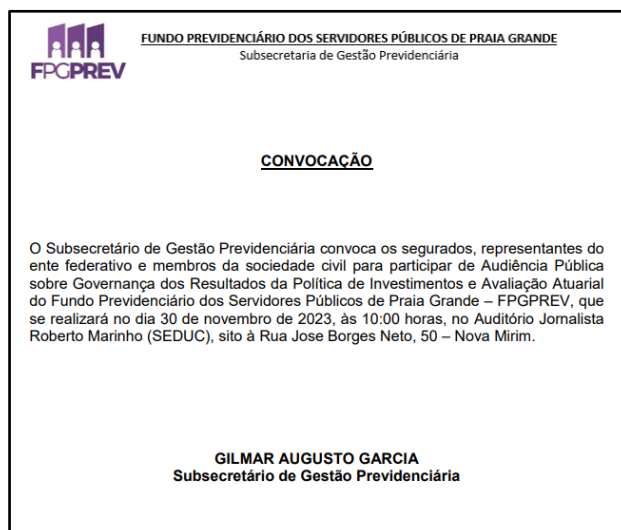 FUNDO PREVIDENCIÁRIO DOS SERVIDORES PÚBLICOS DE PRAIA GRANDE
Subsecretaria de Gestão Previdenciária
FPGPREV
CONVOCAÇÃO
O Subsecretário de Gestão Previdenciária convoca os segurados, representantes do
ente federativo e membros da sociedade civil para participar de Audiência Pública
sobre Governança dos Resultados da Política de Investimentos e Avaliação Atuarial
do Fundo Previdenciário dos Servidores Públicos de Praia Grande – FPGPREV, que
se realizará no dia 30 de novembro de 2023, às 10:00 horas, no Auditório Jornalista
Roberto Marinho (SEDUC), sito à Rua Jose Borges Neto, 50 – Nova Mirim.
GILMAR AUGUSTO GARCIA
Subsecretário de Gestão Previdenciária